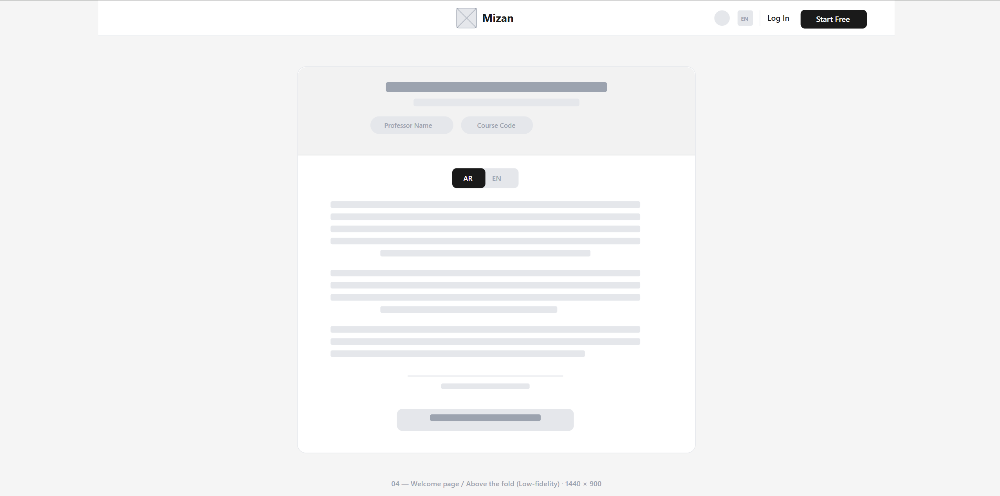 Mizan
EN
Log In
Start Free
Professor Name
Course Code
AR
EN
04 — Welcome page / Above the fold (Low-fidelity) · 1440 × 900